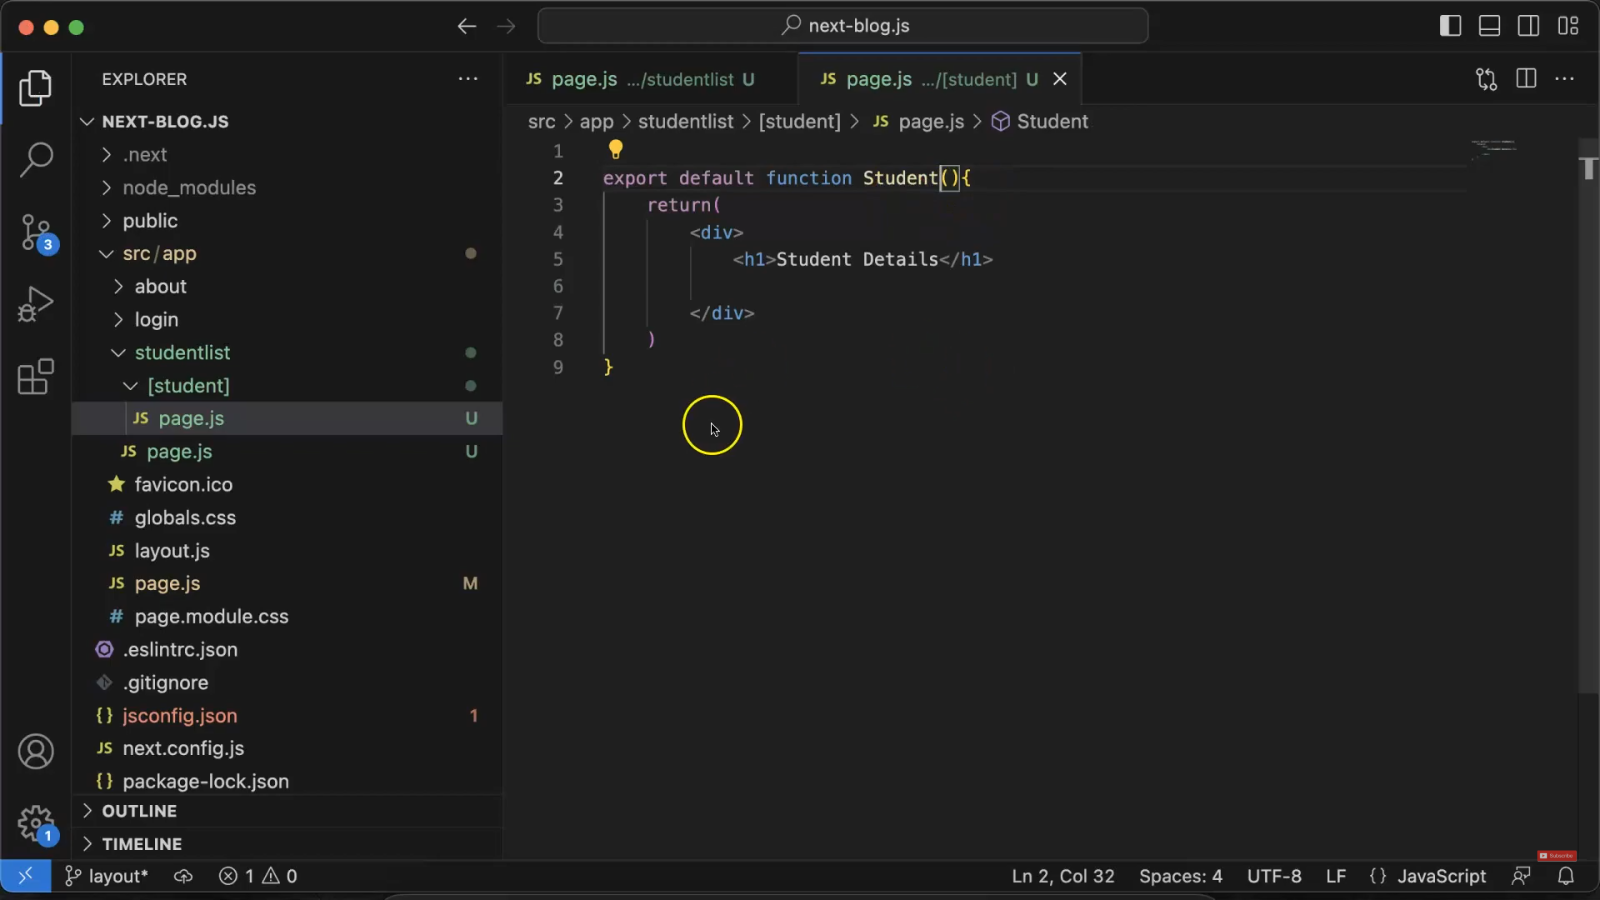 next-blog.js
EXPLORER
JS page.js .../studentlist U
JS page.js .../[student] U
NEXT-BLOG.JS
src > app > studentlist > [student] > JS page.js > Student
.next
node_modules
public
src / app
about
login
studentlist
[student]
JS page.js U
JS page.js U
favicon.ico
# globals.css
JS layout.js
JS page.js M
# page.module.css
.eslintrc.json
.gitignore
{} jsconfig.json 1
JS next.config.js
{} package-lock.json
OUTLINE
TIMELINE
3
1
1
2 export default function Student(){
3 return(
4 <div>
5 <h1>Student Details</h1>
6
7 </div>
8 )
9 }
Subscribe
layout* 1 0 Ln 2, Col 32 Spaces: 4 UTF-8 LF {} JavaScript